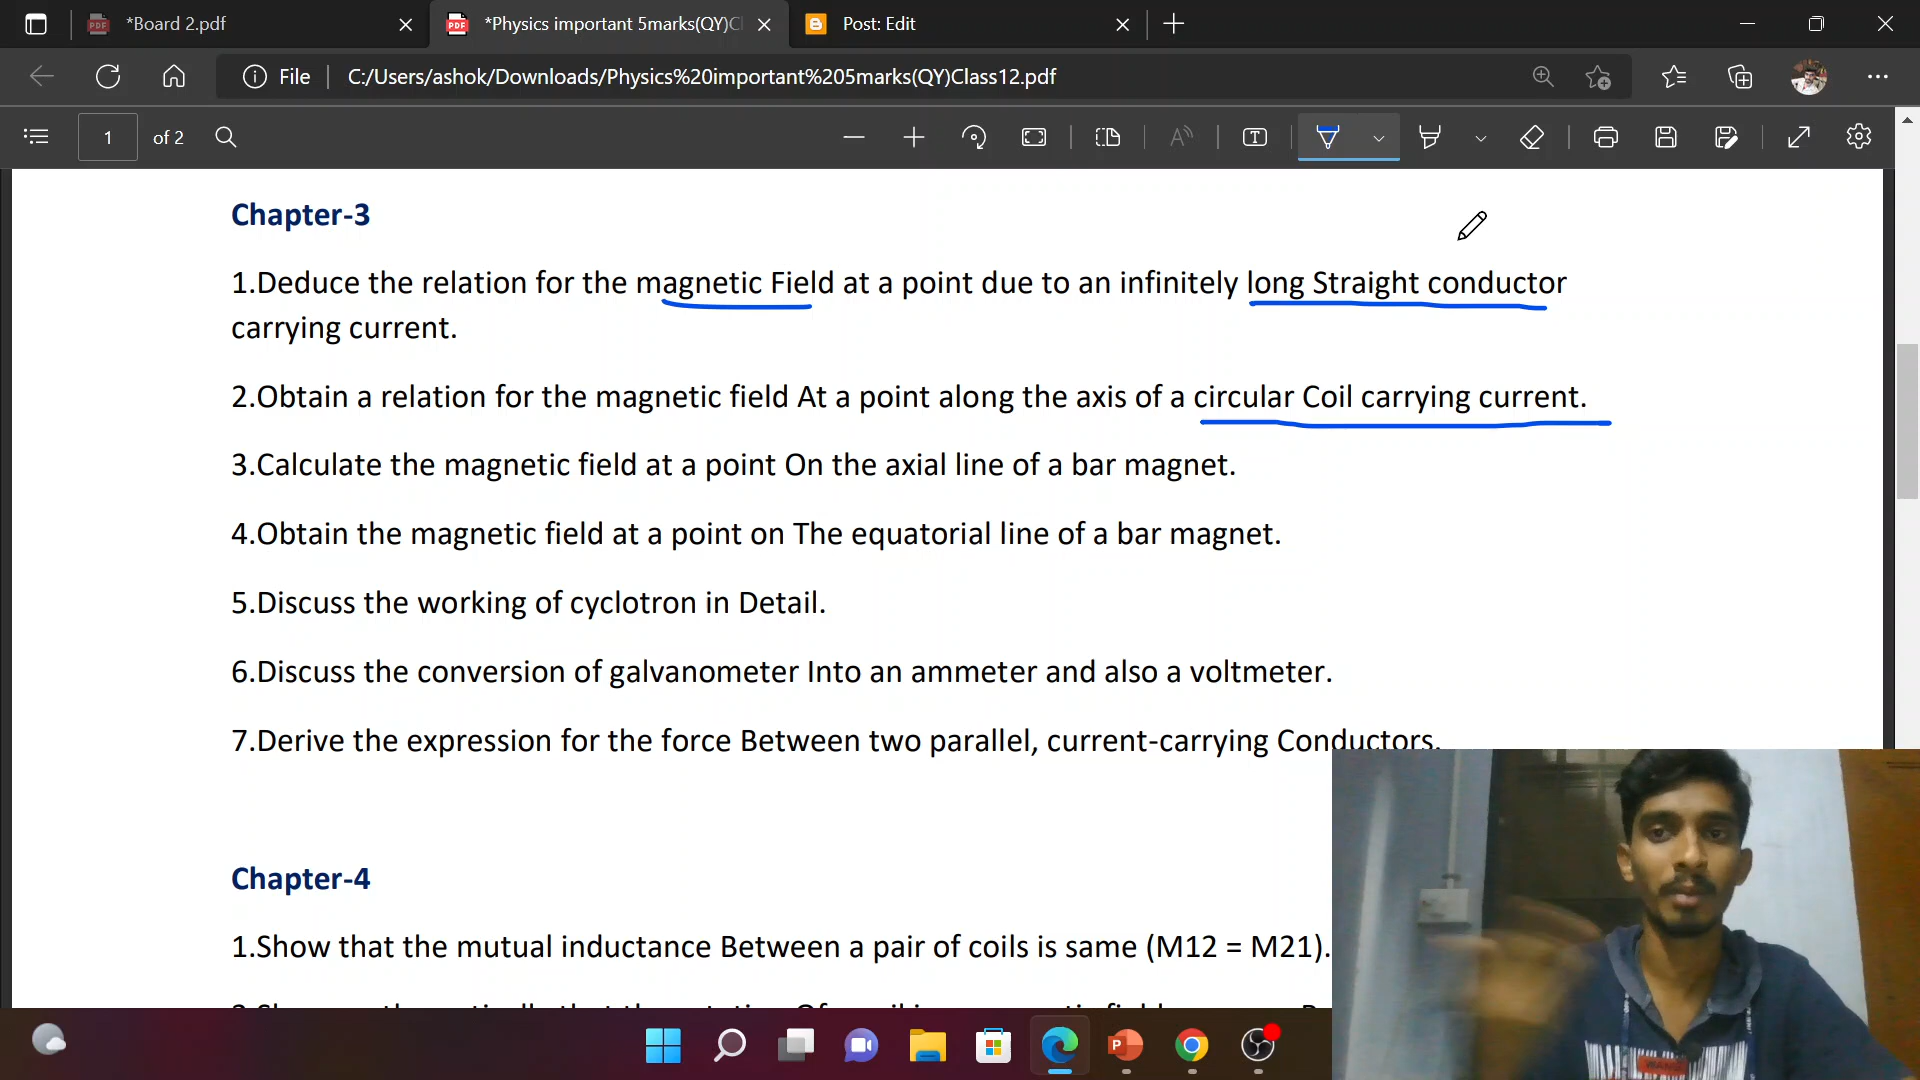 *Board 2.pdf
*Physics important 5marks(QY)Cl
Post: Edit
File
C:/Users/ashok/Downloads/Physics%20important%205marks(QY)Class12.pdf
1 of 2
Chapter-3
1.Deduce the relation for the magnetic Field at a point due to an infinitely long Straight conductor
carrying current.
2.Obtain a relation for the magnetic field At a point along the axis of a circular Coil carrying current.
3.Calculate the magnetic field at a point On the axial line of a bar magnet.
4.Obtain the magnetic field at a point on The equatorial line of a bar magnet.
5.Discuss the working of cyclotron in Detail.
6.Discuss the conversion of galvanometer Into an ammeter and also a voltmeter.
7.Derive the expression for the force Between two parallel, current-carrying Conductors.
Chapter-4
1.Show that the mutual inductance Between a pair of coils is same (M12 = M21).